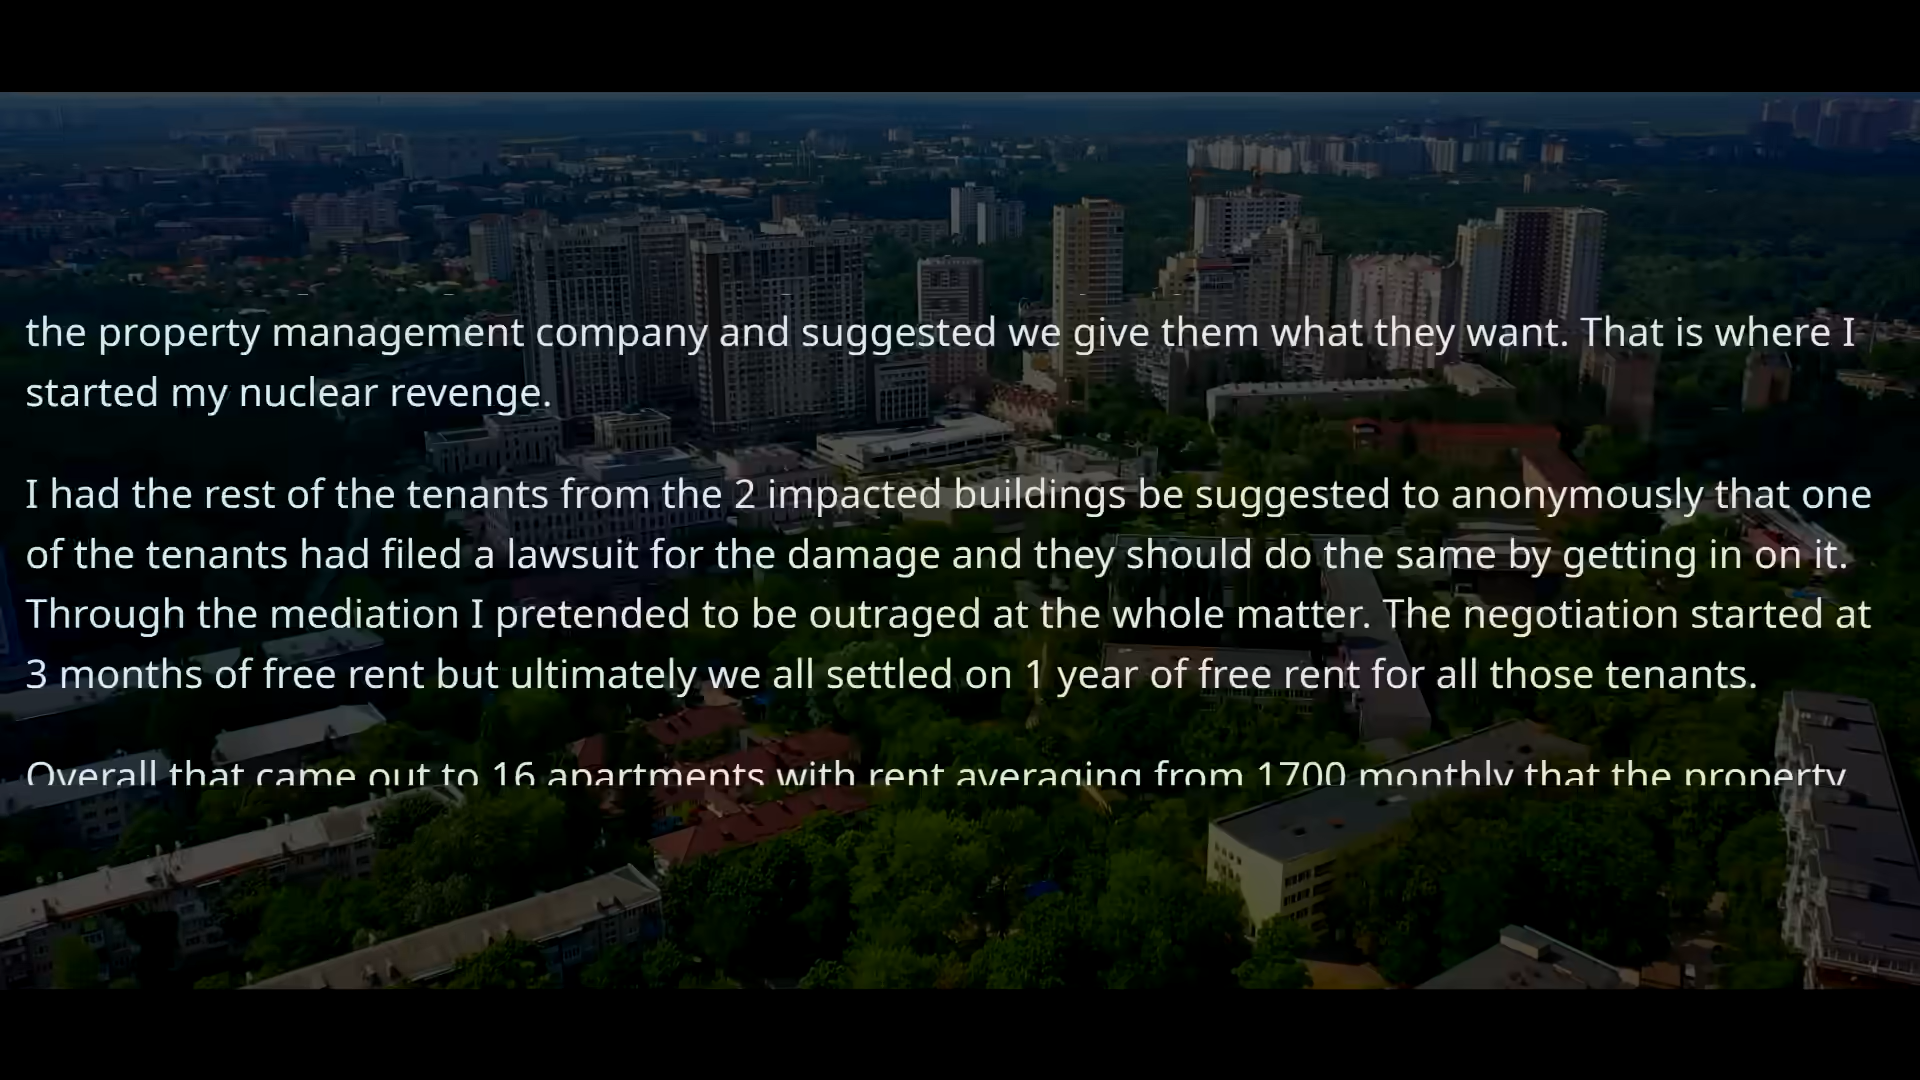 the property management company and suggested we give them what they want. That is where I
started my nuclear revenge.
I had the rest of the tenants from the 2 impacted buildings be suggested to anonymously that one
of the tenants had filed a lawsuit for the damage and they should do the same by getting in on it.
Through the mediation I pretended to be outraged at the whole matter. The negotiation started at
3 months of free rent but ultimately we all settled on 1 year of free rent for all those tenants.
Overall that came out to 16 apartments with rent averaging from 1700 monthly that the property